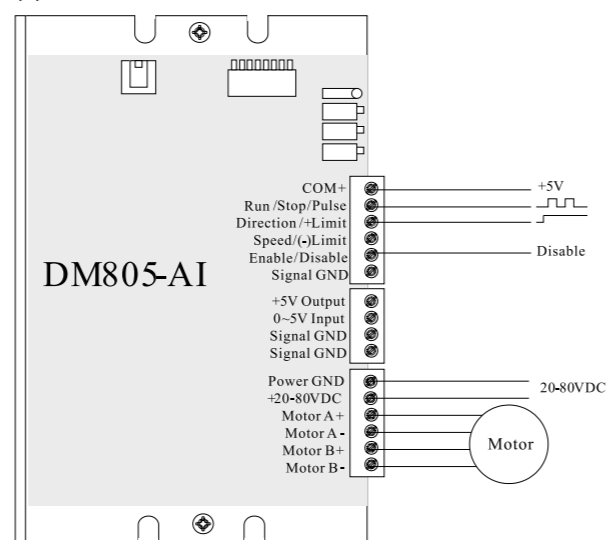 COM+
+5V
Run/Stop/Pulse
Direction/+Limit
Speed/(-)Limit
Enable/Disable
Disable
Signal GND
DM805-AI
+5V Output
0~5V Input
Signal GND
Signal GND
Power GND
20-80VDC
+20-80VDC
Motor A+
Motor A-
Motor B+
Motor B-
Motor